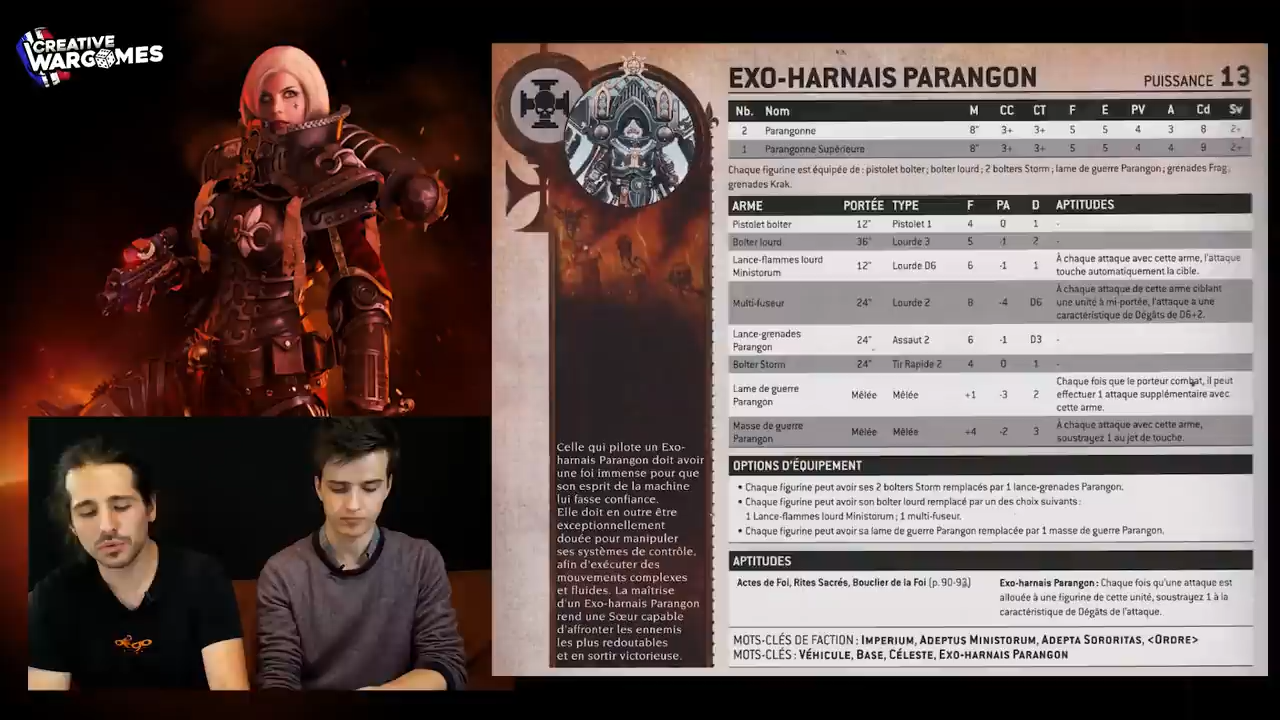 CREATIVE
WARGAMES
EXO-HARNAIS PARANGON PUISSANCE 13
Nb. Nom M CC CT F E PV A Cd Sv
2 Parangonne 8" 3+ 3+ 5 5 4 3 8 2+
1 Parangonne Supérieure 8" 3+ 3+ 5 5 4 4 9 2+
Chaque figurine est équipée de : pistolet bolter ; bolter lourd ; 2 bolters Storm ; lame de guerre Parangon ; grenades Frag ;
grenades Krak.
ARME PORTÉE TYPE F PA D APTITUDES
Pistolet bolter 12" Pistolet 1 4 0 1 -
Bolter lourd 36" Lourde 3 5 -1 2 -
Lance-flammes lourd
Ministorum 12" Lourde D6 6 -1 1 À chaque attaque avec cette arme, l'attaque
touche automatiquement la cible.
Multi-fuseur 24" Lourde 2 8 -4 D6 À chaque attaque de cette arme ciblant
une unité à mi-portée, l'attaque a une
caractéristique de Dégâts de D6+2.
Lance-grenades
Parangon 24" Assaut 2 6 -1 D3 -
Bolter Storm 24" Tir Rapide 2 4 0 1 -
Lame de guerre
Parangon Mêlée Mêlée +1 -3 2 Chaque fois que le porteur combat, il peut
effectuer 1 attaque supplémentaire avec
cette arme.
Masse de guerre
Parangon Mêlée Mêlée +4 -2 3 À chaque attaque avec cette arme,
soustrayez 1 au jet de touche.
OPTIONS D'ÉQUIPEMENT
• Chaque figurine peut avoir ses 2 bolters Storm remplacés par 1 lance-grenades Parangon.
• Chaque figurine peut avoir son bolter lourd remplacé par un des choix suivants :
1 Lance-flammes lourd Ministorum ; 1 multi-fuseur.
• Chaque figurine peut avoir sa lame de guerre Parangon remplacée par 1 masse de guerre Parangon.
APTITUDES
Actes de Foi, Rites Sacrés, Bouclier de la Foi (p. 90-93)
Exo-harnais Parangon : Chaque fois qu'une attaque est
allouée à une figurine de cette unité, soustrayez 1 à la
caractéristique de Dégâts de l'attaque.
MOTS-CLÉS DE FACTION : IMPERIUM, ADEPTUS MINISTORUM, ADEPTA SORORITAS, <ORDRE>
MOTS-CLÉS : VÉHICULE, BASE, CÉLESTE, EXO-HARNAIS PARANGON
Celle qui pilote un Exo-
harnais Parangon doit avoir
une foi immense pour que
son esprit de la machine
lui fasse confiance.
Elle doit en outre être
exceptionnellement
douée pour manipuler
ses systèmes de contrôle,
afin d'exécuter des
mouvements complexes
et fluides. La maîtrise
d'un Exo-harnais Parangon
rend une Sœur capable
d'affronter les ennemis
les plus redoutables
et en sortir victorieuse.